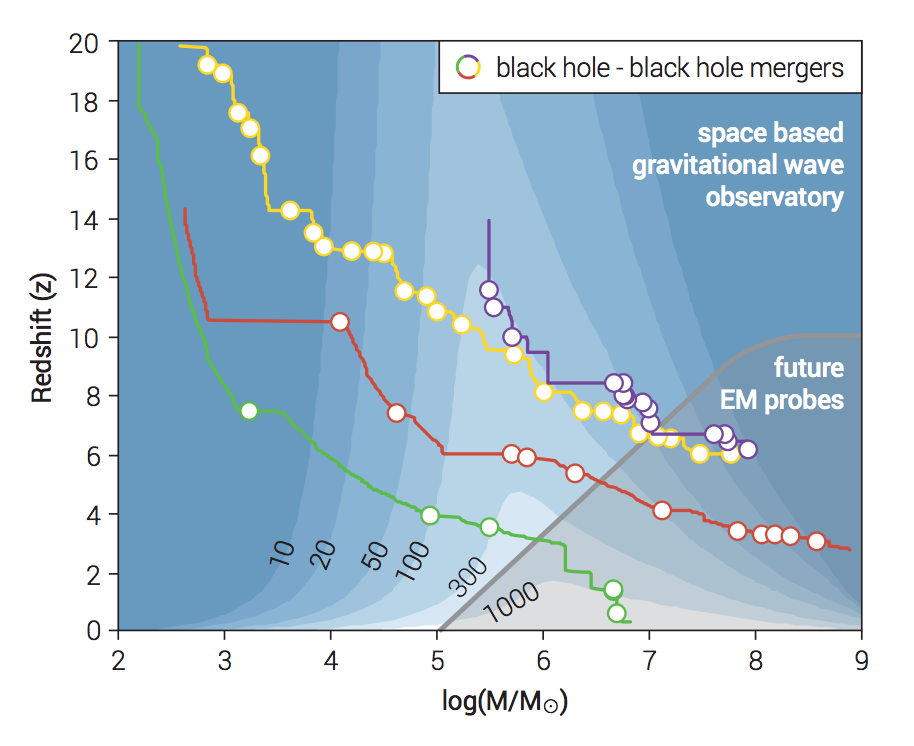 20
18
16
14
12
10
8
6
4
2
0
Redshift (z)
black hole - black hole mergers
space based
gravitational wave
observatory
future
EM probes
10
20
50
100
300
1000
2 3 4 5 6 7 8 9
log(M/M☉)